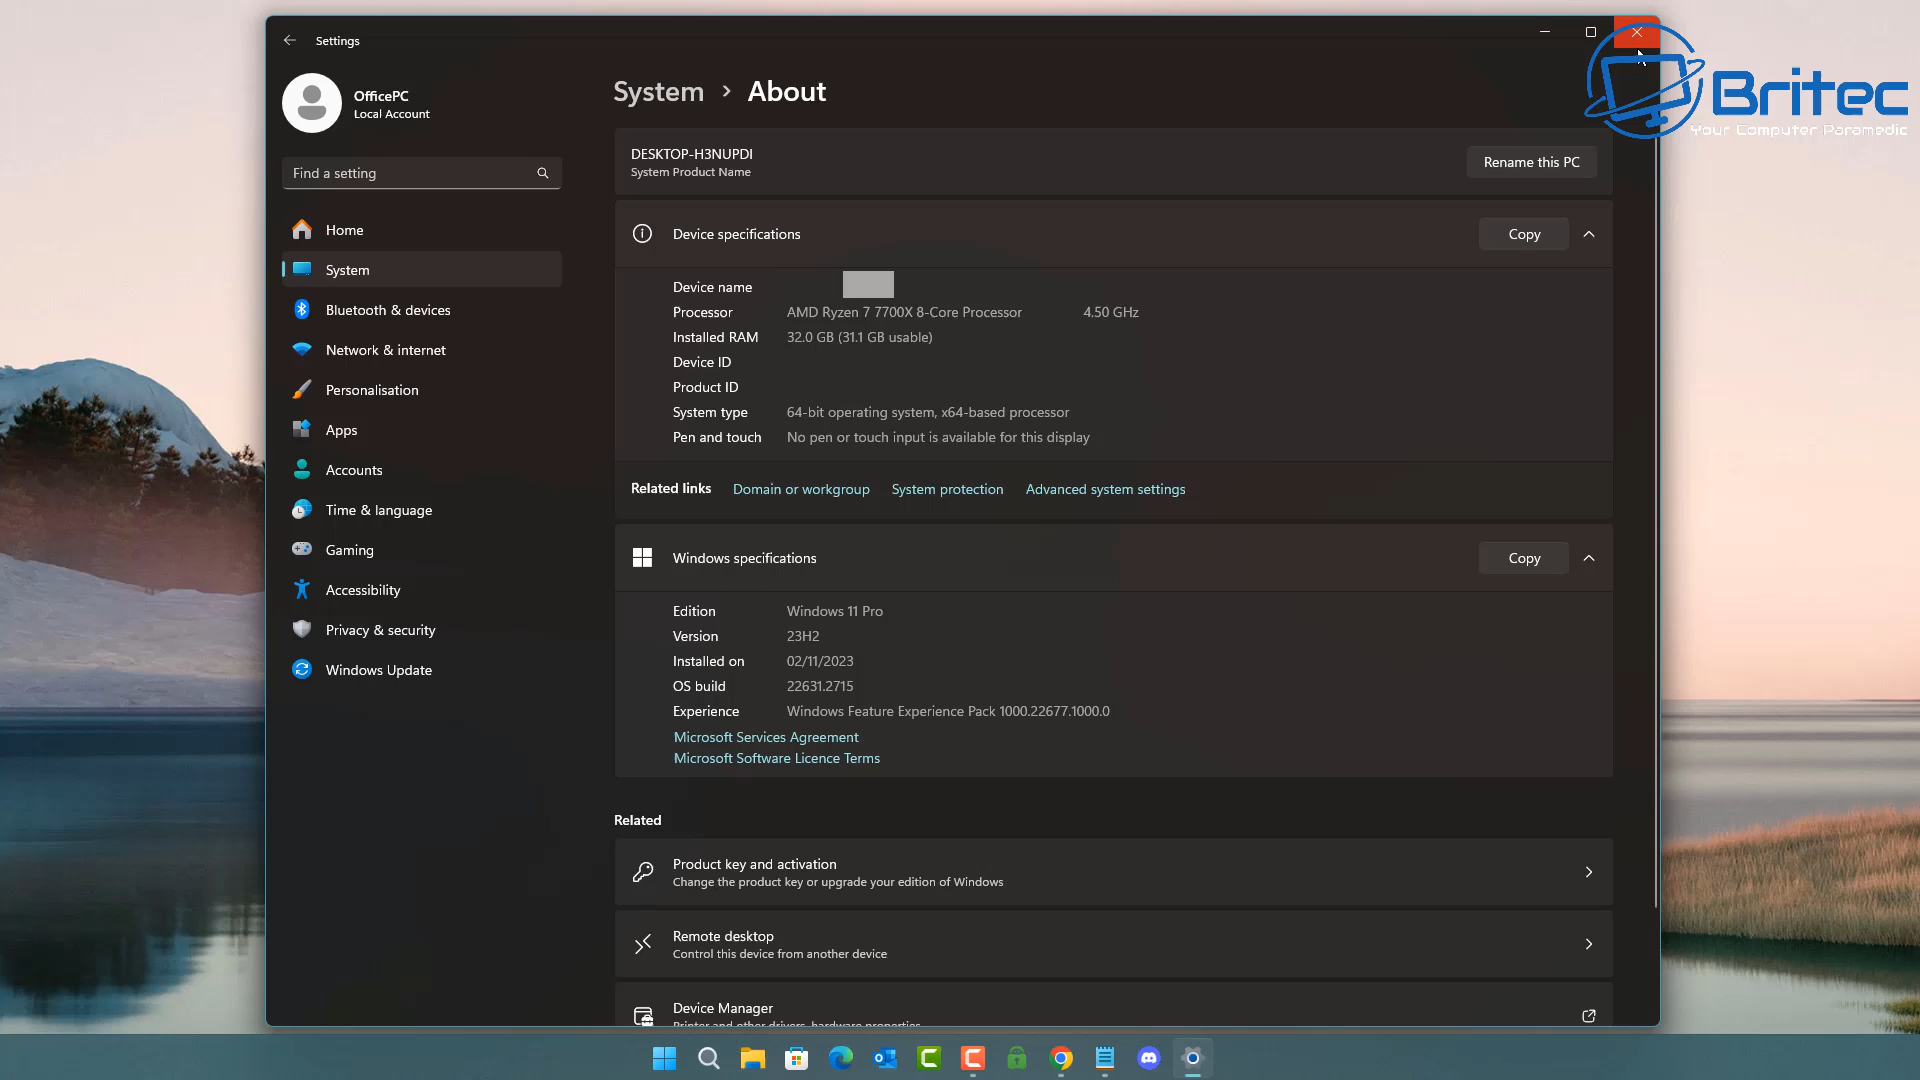 Settings
OfficePC
Local Account
Find a setting
Home
System
Bluetooth & devices
Network & internet
Personalisation
Apps
Accounts
Time & language
Gaming
Accessibility
Privacy & security
Windows Update
System > About
DESKTOP-H3NUPDI
System Product Name
Rename this PC
Device specifications
Copy
Device name
Processor AMD Ryzen 7 7700X 8-Core Processor 4.50 GHz
Installed RAM 32.0 GB (31.1 GB usable)
Device ID
Product ID
System type 64-bit operating system, x64-based processor
Pen and touch No pen or touch input is available for this display
Related links Domain or workgroup System protection Advanced system settings
Windows specifications
Copy
Edition Windows 11 Pro
Version 23H2
Installed on 02/11/2023
OS build 22631.2715
Experience Windows Feature Experience Pack 1000.22677.1000.0
Microsoft Services Agreement
Microsoft Software Licence Terms
Related
Product key and activation
Change the product key or upgrade your edition of Windows
Remote desktop
Control this device from another device
Device Manager
Printer and other drivers, hardware properties
Britec
Your Computer Paramedic